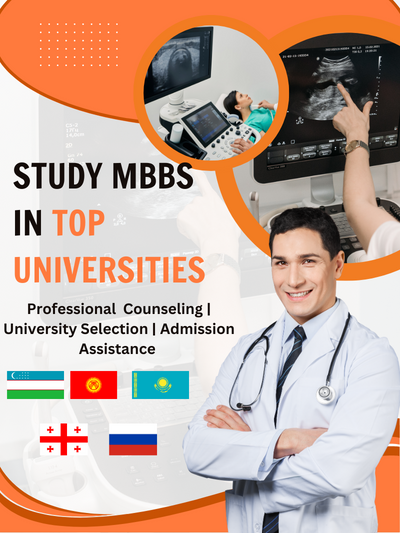 STUDY MBBS
IN TOP
UNIVERSITIES
Professional Counseling |
University Selection | Admission
Assistance